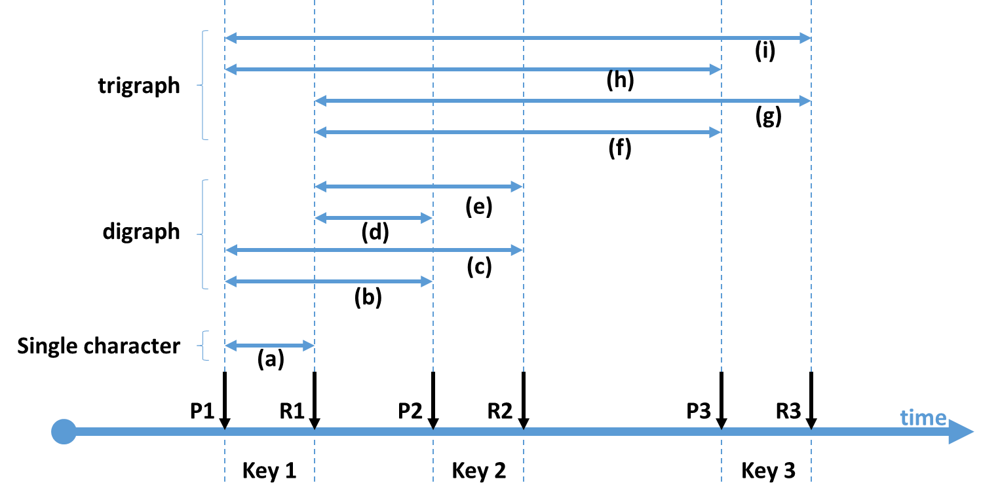 (i)
(h)
trigraph
(g)
(f)
(e)
digraph
(d)
(c)
(b)
Single character
(a)
P1 R1 P2 R2 P3 R3
time
Key 1 Key 2 Key 3